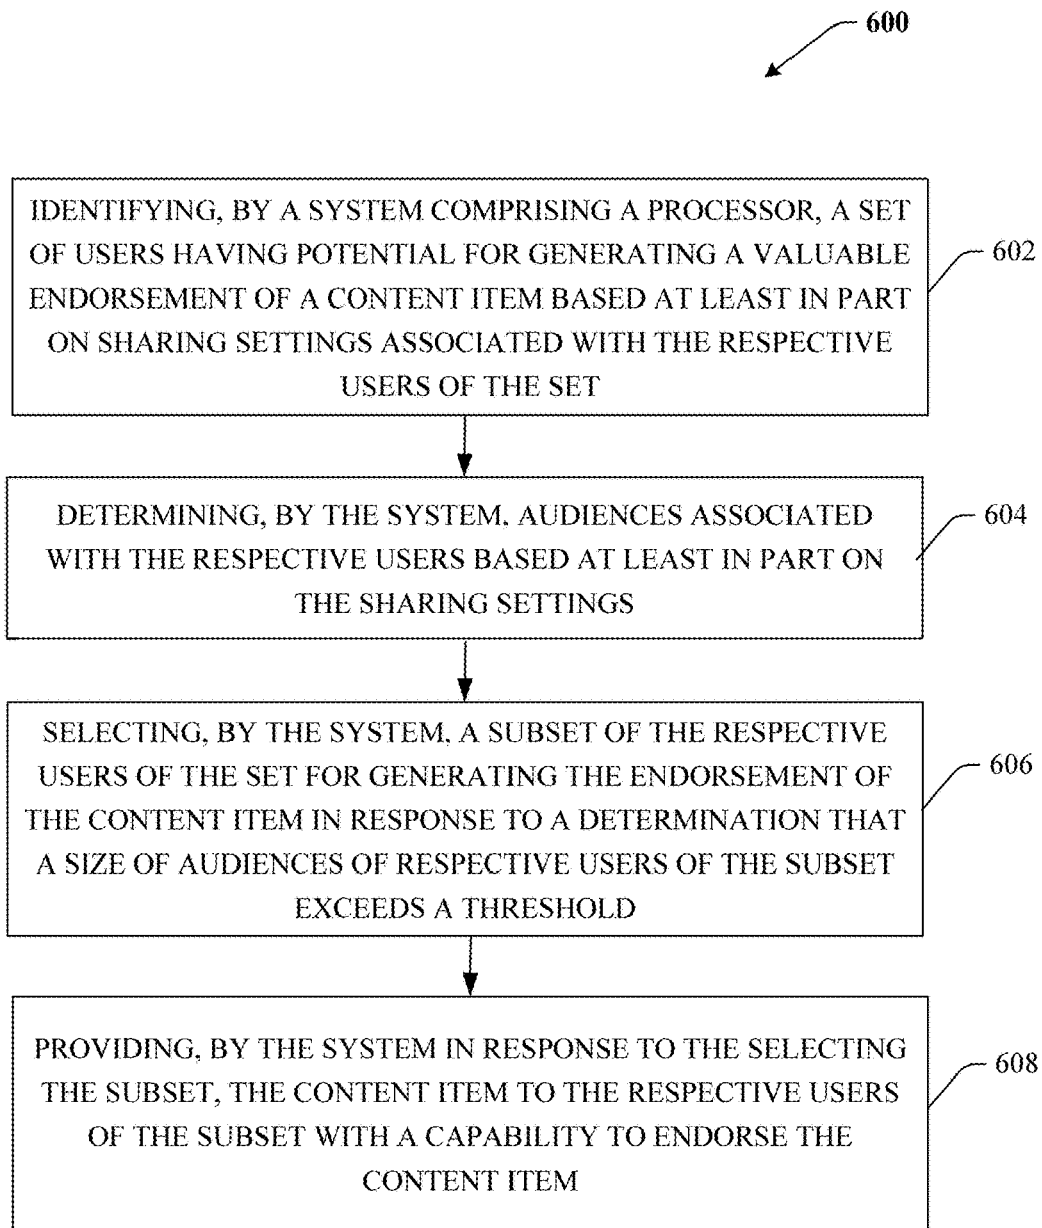 600
IDENTIFYING, BY A SYSTEM COMPRISING A PROCESSOR, A SET
OF USERS HAVING POTENTIAL FOR GENERATING A VALUABLE
ENDORSEMENT OF A CONTENT ITEM BASED AT LEAST IN PART
ON SHARING SETTINGS ASSOCIATED WITH THE RESPECTIVE
USERS OF THE SET
602
DETERMINING, BY THE SYSTEM, AUDIENCES ASSOCIATED
WITH THE RESPECTIVE USERS BASED AT LEAST IN PART ON
THE SHARING SETTINGS
604
SELECTING, BY THE SYSTEM, A SUBSET OF THE RESPECTIVE
USERS OF THE SET FOR GENERATING THE ENDORSEMENT OF
THE CONTENT ITEM IN RESPONSE TO A DETERMINATION THAT
A SIZE OF AUDIENCES OF RESPECTIVE USERS OF THE SUBSET
EXCEEDS A THRESHOLD
606
PROVIDING, BY THE SYSTEM IN RESPONSE TO THE SELECTING
THE SUBSET, THE CONTENT ITEM TO THE RESPECTIVE USERS
OF THE SUBSET WITH A CAPABILITY TO ENDORSE THE
CONTENT ITEM
608